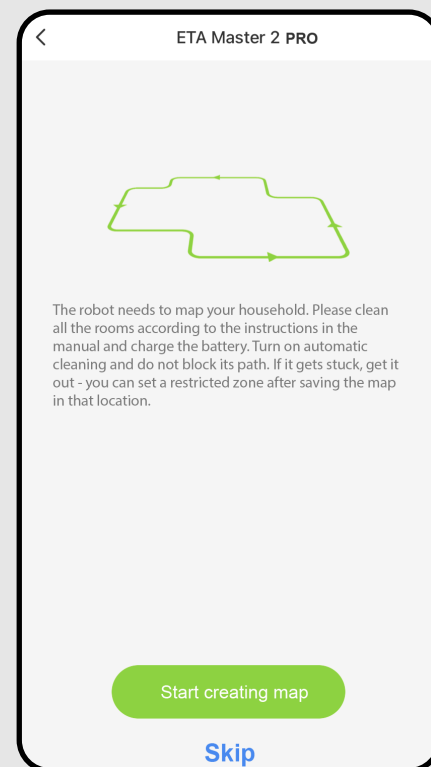 ETA Master 2 PRO
The robot needs to map your household. Please clean
all the rooms according to the instructions in the
manual and charge the battery. Turn on automatic
cleaning and do not block its path. If it gets stuck, get it
out - you can set a restricted zone after saving the map
in that location.
Start creating map
Skip